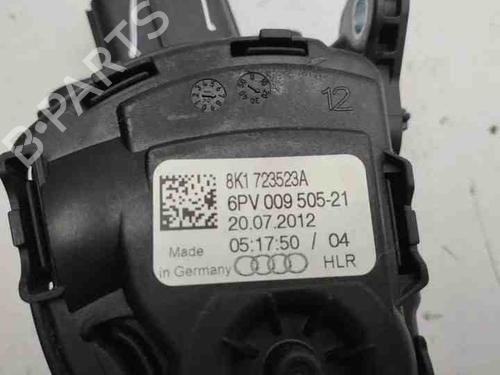 B-PARTS
12
8K1 723523A
6PV 009 505-21
20.07.2012
05:17:50 / 04
Made
in Germany
HLR